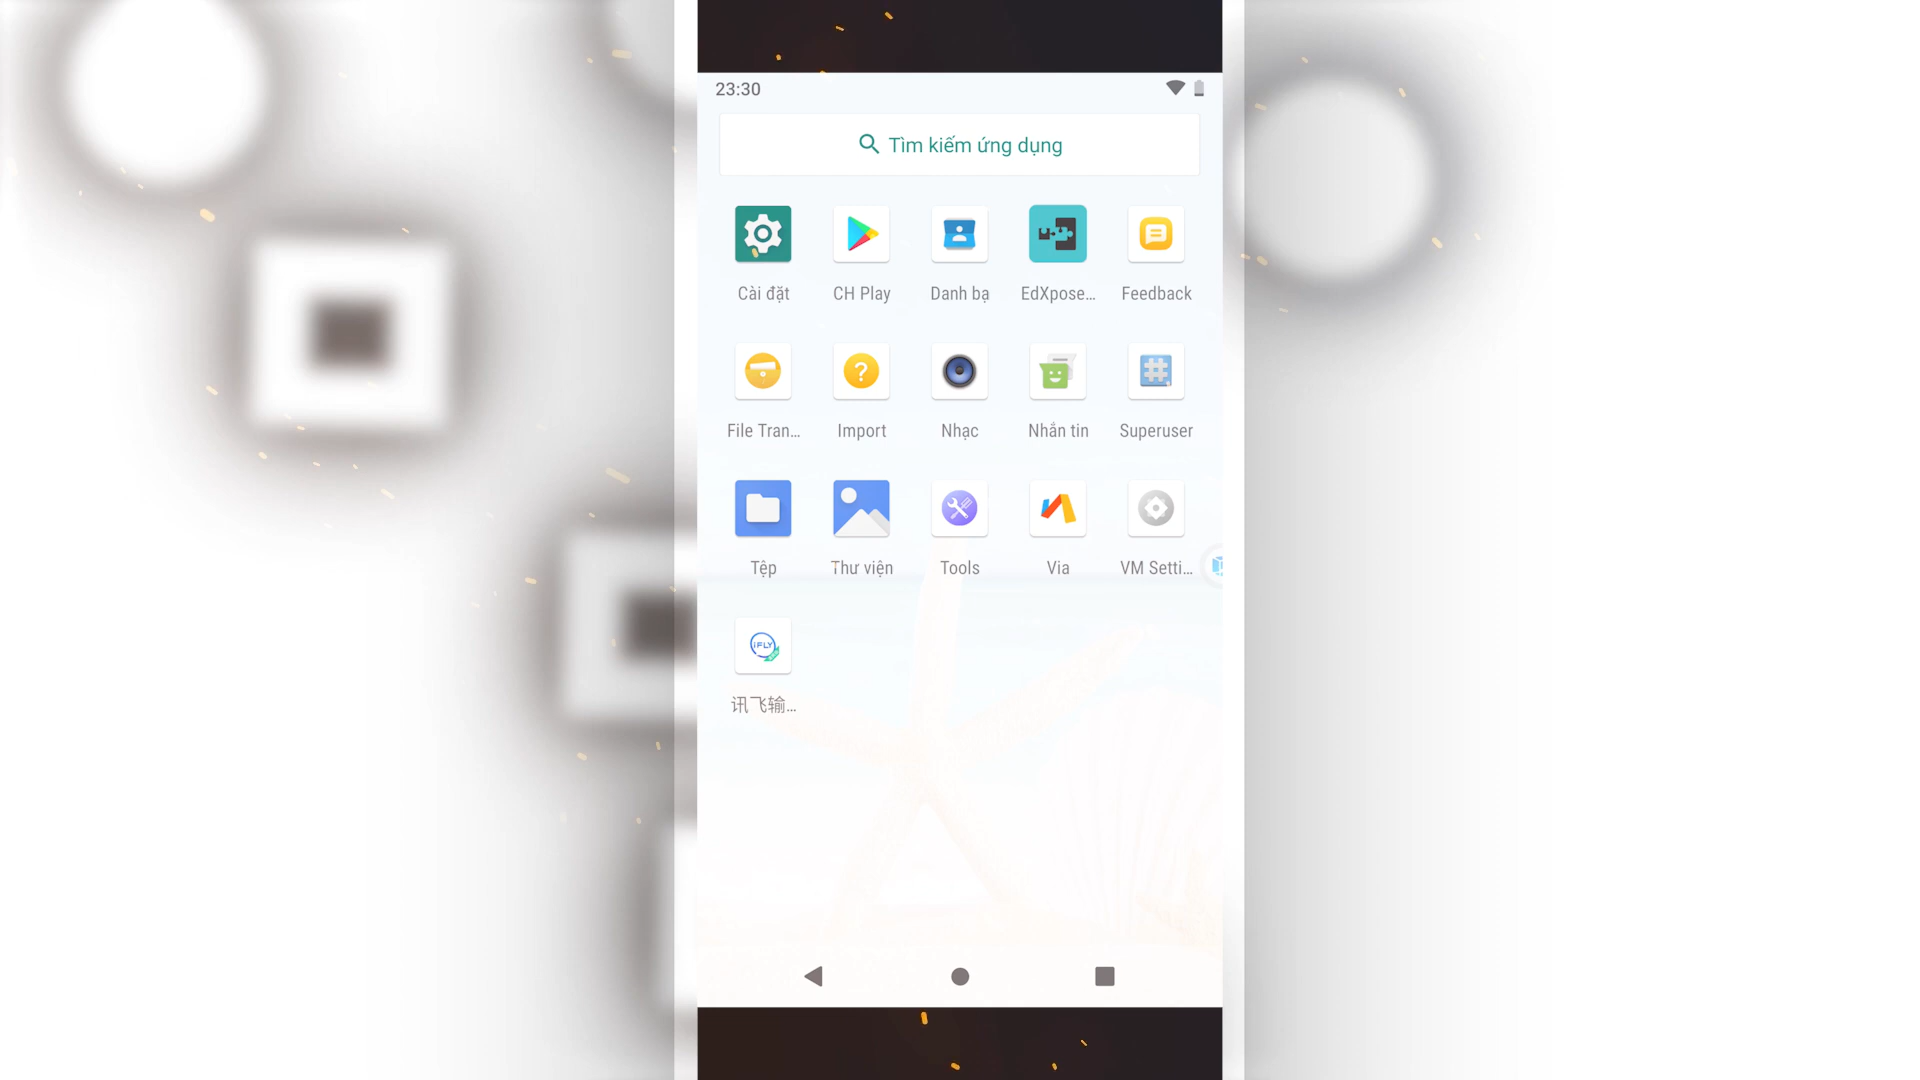 23:30
Tìm kiếm ứng dụng
Cài đặt
CH Play
Danh bạ
EdXpose...
Feedback
File Tran...
Import
Nhạc
Nhắn tin
Superuser
Tệp
Thư viện
Tools
Via
VM Setti...
iFLY
讯飞输...